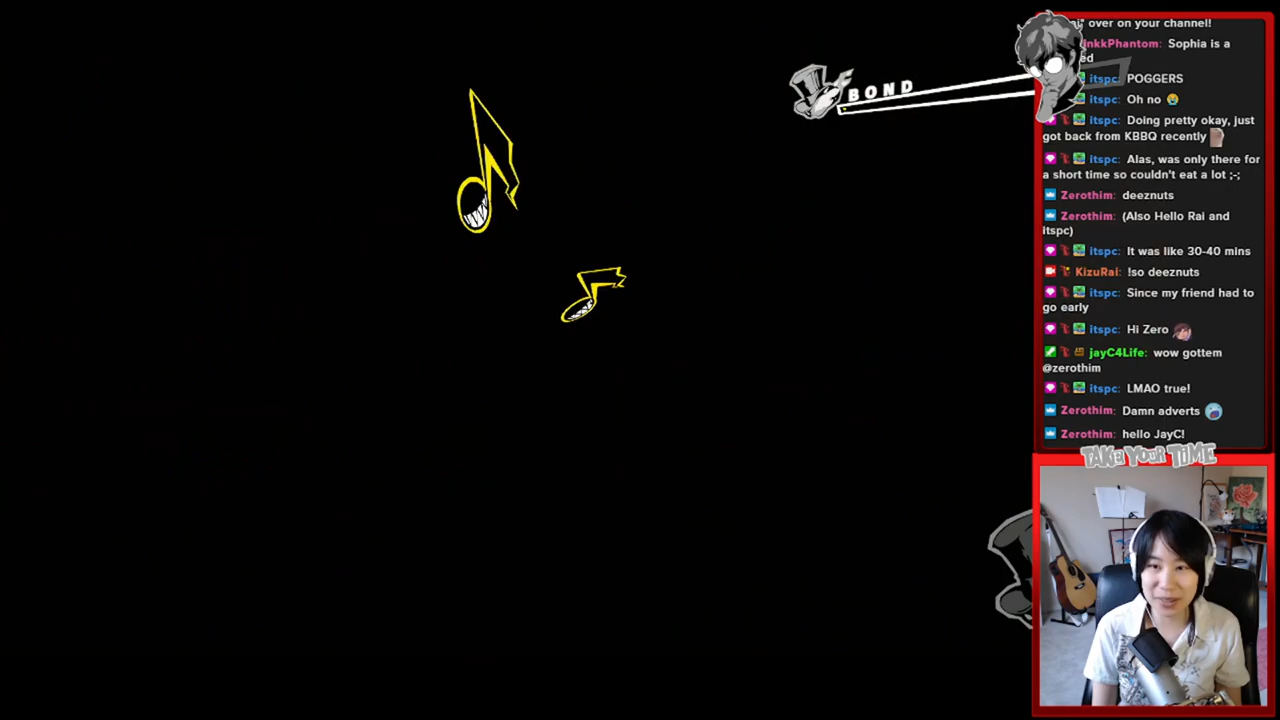 over on your channel!
inkkPhantom: Sophia is a
ed
itspc: POGGERS
itspc: Oh no
itspc: Doing pretty okay, just
got back from KBBQ recently
itspc: Alas, was only there for
a short time so couldn't eat a lot ;-;
Zerothim: deeznuts
Zerothim: (Also Hello Rai and
itspc)
itspc: It was like 30-40 mins
KizuRai: !so deeznuts
itspc: Since my friend had to
go early
itspc: Hi Zero
jayC4Life: wow gottem
@zerothim
itspc: LMAO true!
Zerothim: Damn adverts
Zerothim: hello JayC!
BOND
TAKE YOUR TIME